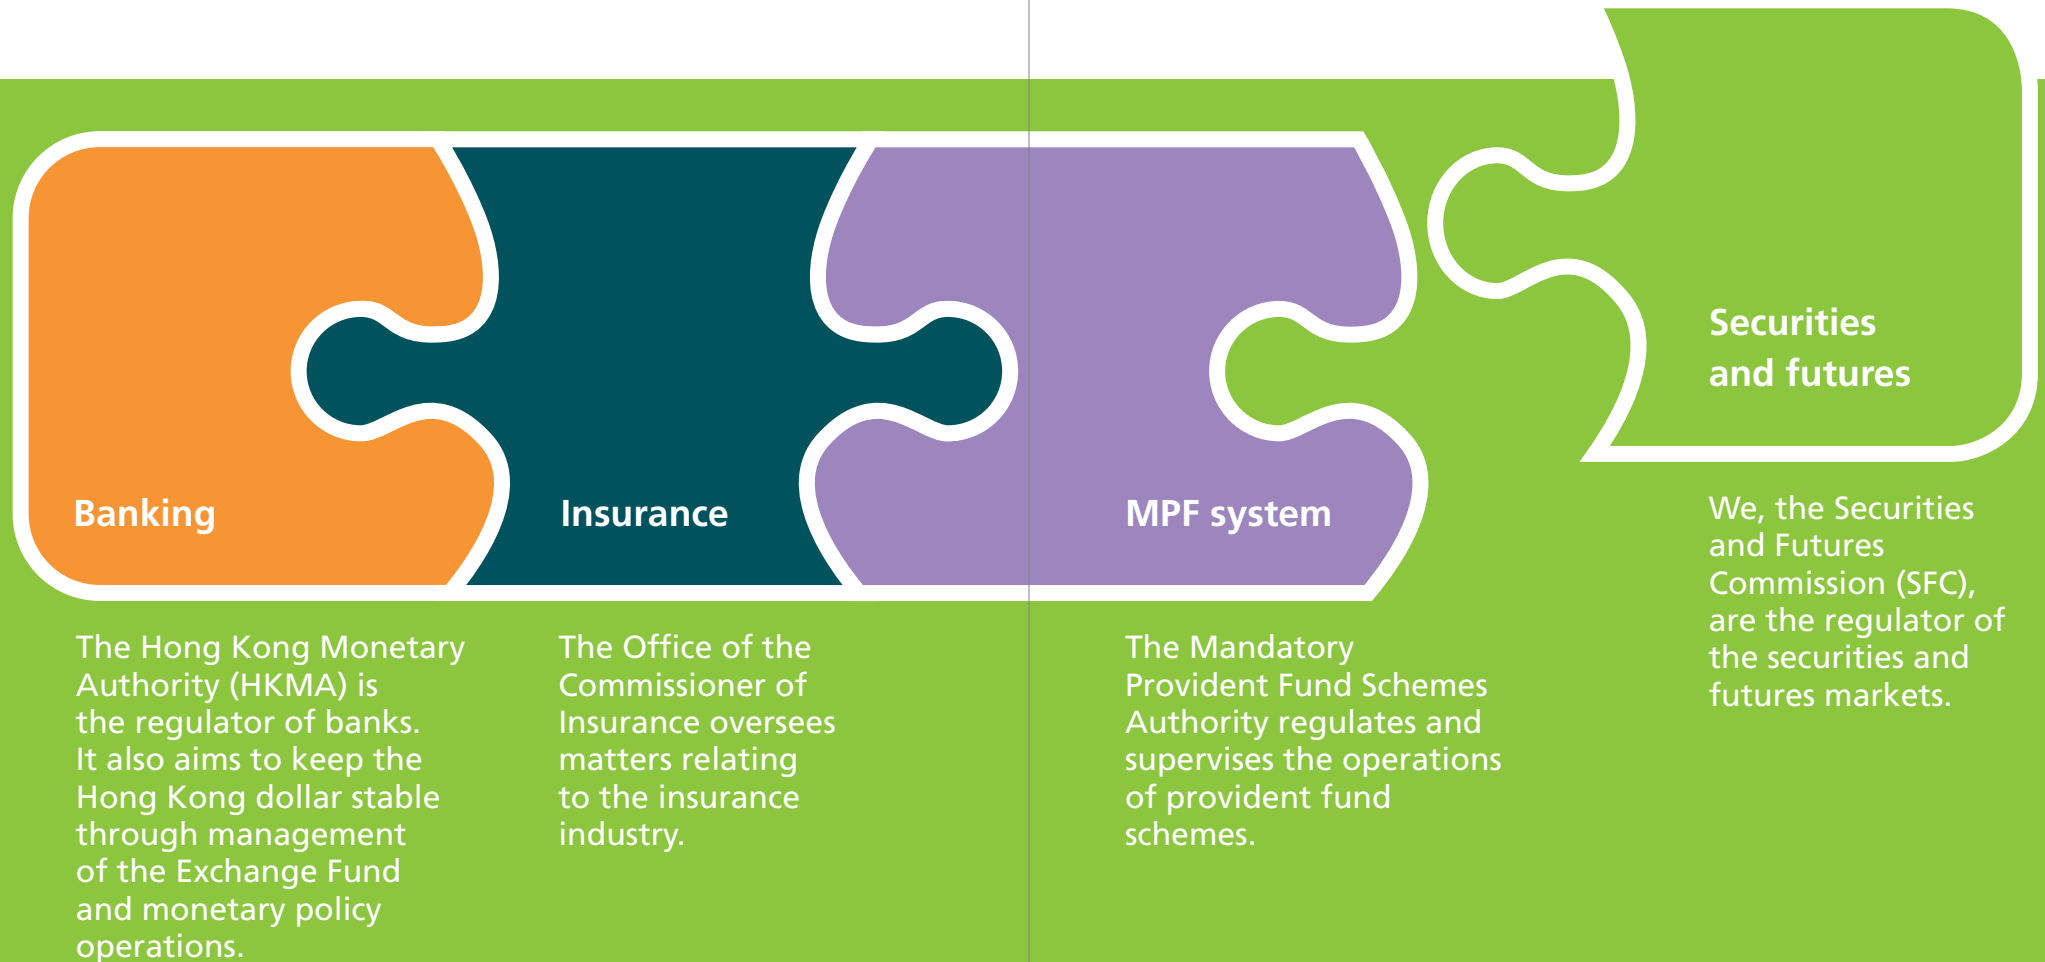 Banking
The Hong Kong Monetary
Authority (HKMA) is
the regulator of banks.
It also aims to keep the
Hong Kong dollar stable
through management
of the Exchange Fund
and monetary policy
operations.
Insurance
The Office of the
Commissioner of
Insurance oversees
matters relating
to the insurance
industry.
MPF system
The Mandatory
Provident Fund Schemes
Authority regulates and
supervises the operations
of provident fund
schemes.
Securities
and futures
We, the Securities
and Futures
Commission (SFC),
are the regulator of
the securities and
futures markets.